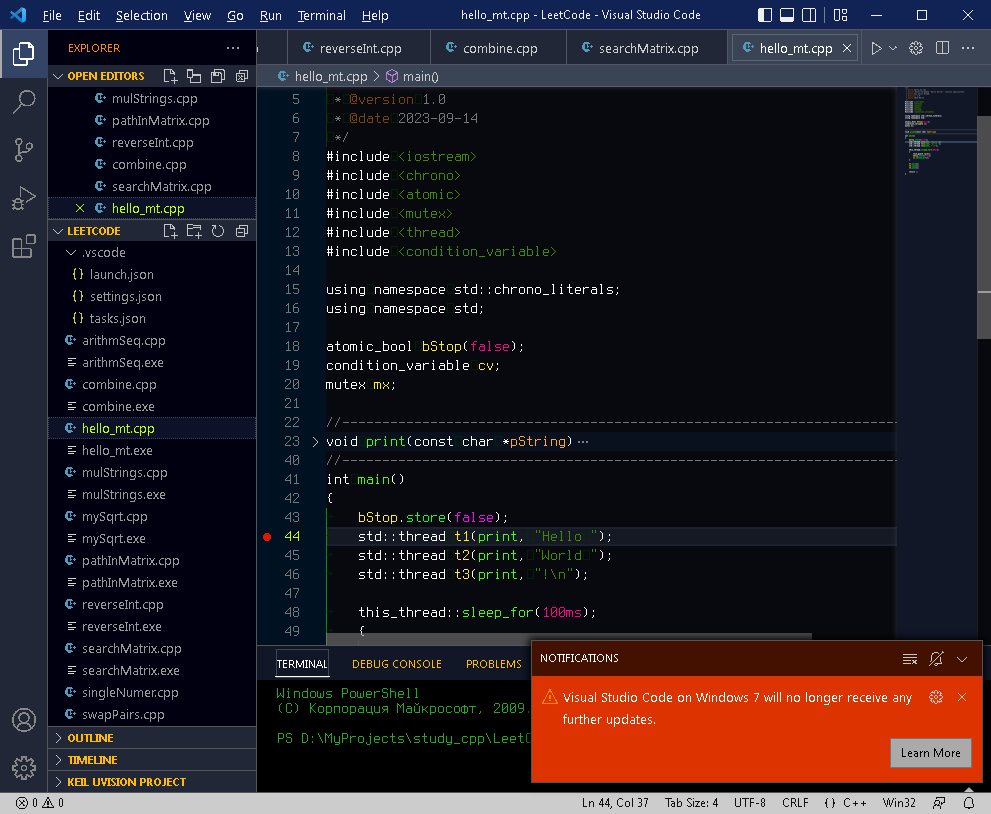 File Edit Selection View Go Run Terminal Help hello_mt.cpp - LeetCode - Visual Studio Code
EXPLORER ...
reverseInt.cpp combine.cpp searchMatrix.cpp hello_mt.cpp
OPEN EDITORS
hello_mt.cpp > main()
mulStrings.cpp
pathInMatrix.cpp
reverseInt.cpp
combine.cpp
searchMatrix.cpp
hello_mt.cpp
LEETCODE
.vscode
{} launch.json
{} settings.json
{} tasks.json
arithmSeq.cpp
arithmSeq.exe
combine.cpp
combine.exe
hello_mt.cpp
hello_mt.exe
mulStrings.cpp
mulStrings.exe
mySqrt.cpp
mySqrt.exe
pathInMatrix.cpp
pathInMatrix.exe
reverseInt.cpp
reverseInt.exe
searchMatrix.cpp
searchMatrix.exe
singleNumer.cpp
swapPairs.cpp
OUTLINE
TIMELINE
KEIL UVISION PROJECT
5 * @version 1.0
6 * @date 2023-09-14
7 */
8 #include <iostream>
9 #include <chrono>
10 #include <atomic>
11 #include <mutex>
12 #include <thread>
13 #include <condition_variable>
14
15 using namespace std::chrono_literals;
16 using namespace std;
17
18 atomic_bool bStop(false);
19 condition_variable cv;
20 mutex mx;
21
22 //----------------------------------------------------------------------
23 void print(const char *pString) ...
40 //----------------------------------------------------------------------
41 int main()
42 {
43 bStop.store(false);
44 std::thread t1(print, "Hello ");
45 std::thread t2(print, "World ");
46 std::thread t3(print, "!\n");
47
48 this_thread::sleep_for(100ms);
49 {
TERMINAL DEBUG CONSOLE PROBLEMS
Windows PowerShell
(C) Корпорация Майкрософт, 2009.
PS D:\MyProjects\study_cpp\Leet
NOTIFICATIONS
Visual Studio Code on Windows 7 will no longer receive any
further updates.
Learn More
0 0 Ln 44, Col 37 Tab Size: 4 UTF-8 CRLF {} C++ Win32